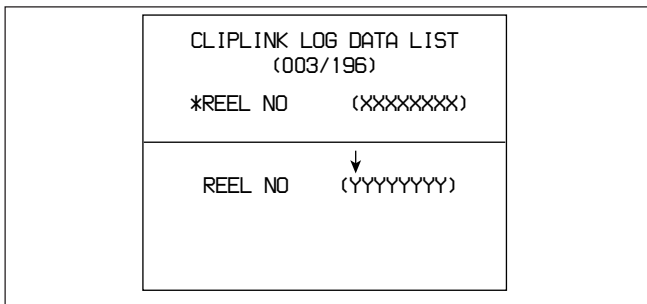 CLIPLINK LOG DATA LIST
(003/196)
*REEL NO (XXXXXXXX)
REEL NO (YYYYYYYY)